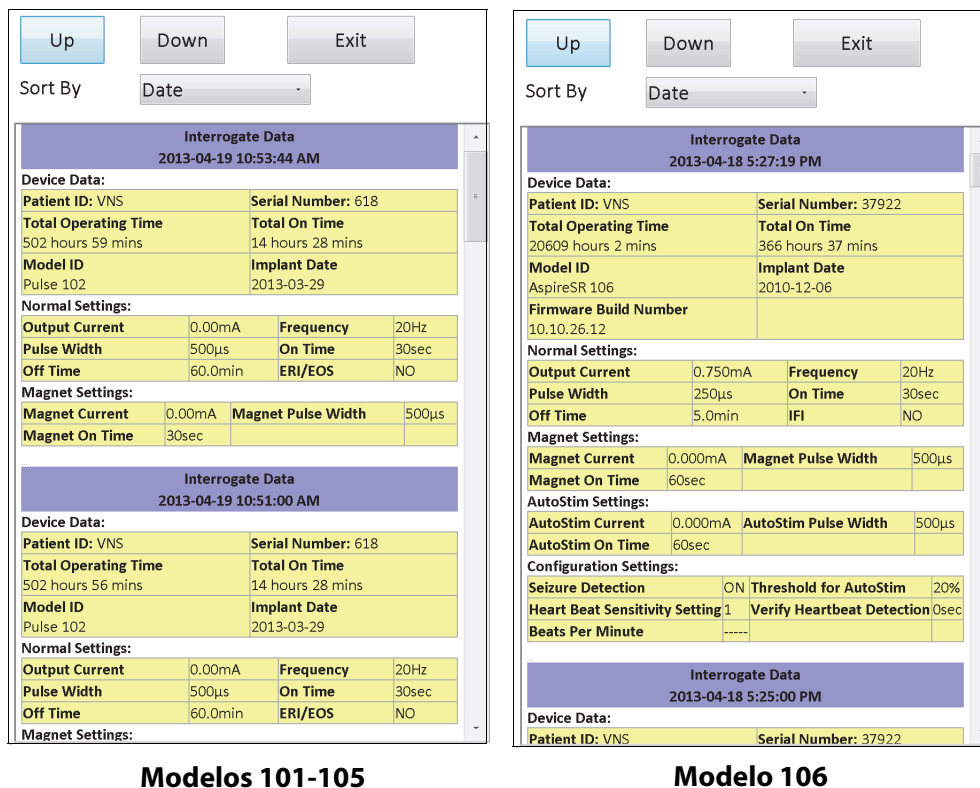 Up Down Exit
Sort By Date
Interrogate Data
2013-04-19 10:53:44 AM
Device Data:
Patient ID: VNS Serial Number: 618
Total Operating Time Total On Time
502 hours 59 mins 14 hours 28 mins
Model ID Implant Date
Pulse 102 2013-03-29
Normal Settings:
Output Current 0.00mA Frequency 20Hz
Pulse Width 500µs On Time 30sec
Off Time 60.0min ERI/EOS NO
Magnet Settings:
Magnet Current 0.00mA Magnet Pulse Width 500µs
Magnet On Time 30sec
Interrogate Data
2013-04-19 10:51:00 AM
Device Data:
Patient ID: VNS Serial Number: 618
Total Operating Time Total On Time
502 hours 56 mins 14 hours 28 mins
Model ID Implant Date
Pulse 102 2013-03-29
Normal Settings:
Output Current 0.00mA Frequency 20Hz
Pulse Width 500µs On Time 30sec
Off Time 60.0min ERI/EOS NO
Magnet Settings:
Modelos 101-105
Up Down Exit
Sort By Date
Interrogate Data
2013-04-18 5:27:19 PM
Device Data:
Patient ID: VNS Serial Number: 37922
Total Operating Time Total On Time
20609 hours 2 mins 366 hours 37 mins
Model ID Implant Date
AspireSR 106 2010-12-06
Firmware Build Number
10.10.26.12
Normal Settings:
Output Current 0.750mA Frequency 20Hz
Pulse Width 250µs On Time 30sec
Off Time 5.0min IFI NO
Magnet Settings:
Magnet Current 0.000mA Magnet Pulse Width 500µs
Magnet On Time 60sec
AutoStim Settings:
AutoStim Current 0.000mA AutoStim Pulse Width 500µs
AutoStim On Time 60sec
Configuration Settings:
Seizure Detection ON Threshold for AutoStim 20%
Heart Beat Sensitivity Setting 1 Verify Heartbeat Detection 0sec
Beats Per Minute -----
Interrogate Data
2013-04-18 5:25:00 PM
Device Data:
Patient ID: VNS Serial Number: 37922
Modelo 106